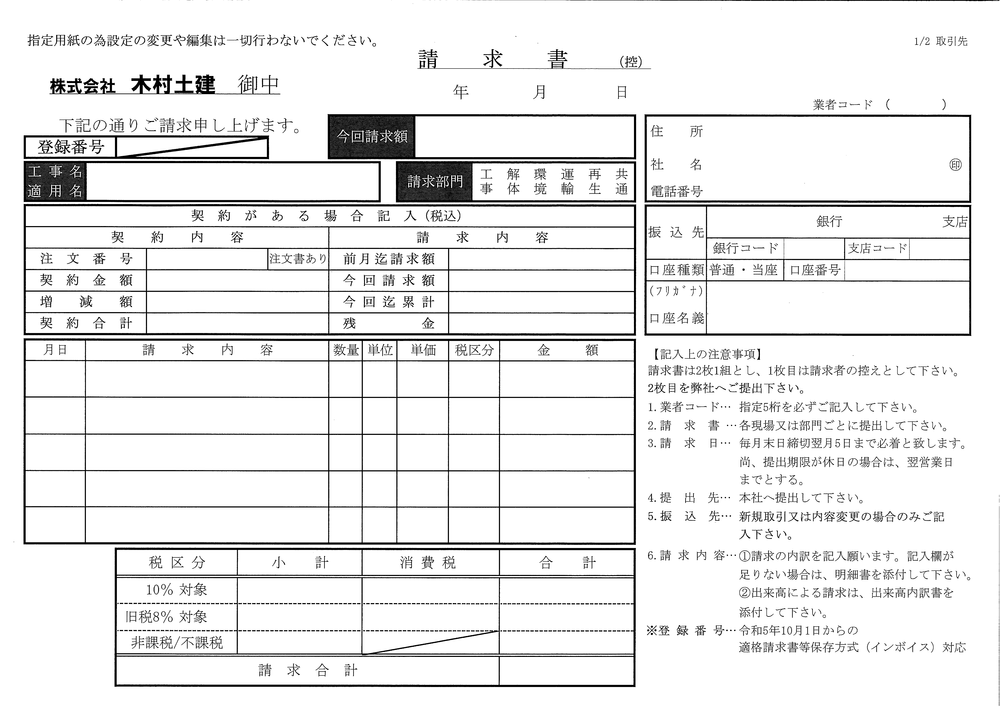 指定用紙の為設定の変更や編集は一切行わないでください。
1/2 取引先
請　求　書　（控）
株式会社 木村土建 御中
年　月　日
業者コード （　　　）
下記の通りご請求申し上げます。
登録番号
今回請求額
工事名
適用名
請求部門
工事 解体 環境 運輸 再生 共通
住　所
社　名　㊞
電話番号
契約がある場合記入（税込）
契約内容　請求内容
注文番号　注文書あり　前月迄請求額
契約金額　今回請求額
増減額　今回迄累計
契約合計　残金
振込先　銀行　支店
銀行コード　支店コード
口座種類　普通・当座　口座番号
(フリガナ)
口座名義
月日　請求内容　数量　単位　単価　税区分　金額
税区分　小計　消費税　合計
10% 対象
旧税8% 対象
非課税/不課税
請求合計
【記入上の注意事項】
請求書は2枚1組とし、1枚目は請求者の控えとして下さい。
2枚目を弊社へご提出下さい。
1.業者コード… 指定5桁を必ずご記入して下さい。
2.請　求　書 …各現場又は部門ごとに提出して下さい。
3.請　求　日… 毎月末日締切翌月5日まで必着と致します。
尚、提出期限が休日の場合は、翌営業日
までとする。
4.提　出　先… 本社へ提出して下さい。
5.振　込　先… 新規取引又は内容変更の場合のみご記
入下さい。
6.請 求 内 容…①請求の内訳を記入願います。記入欄が
足りない場合は、明細書を添付して下さい。
②出来高による請求は、出来高内訳書を
添付して下さい。
※登 録 番 号…令和5年10月1日からの
適格請求書等保存方式（インボイス）対応